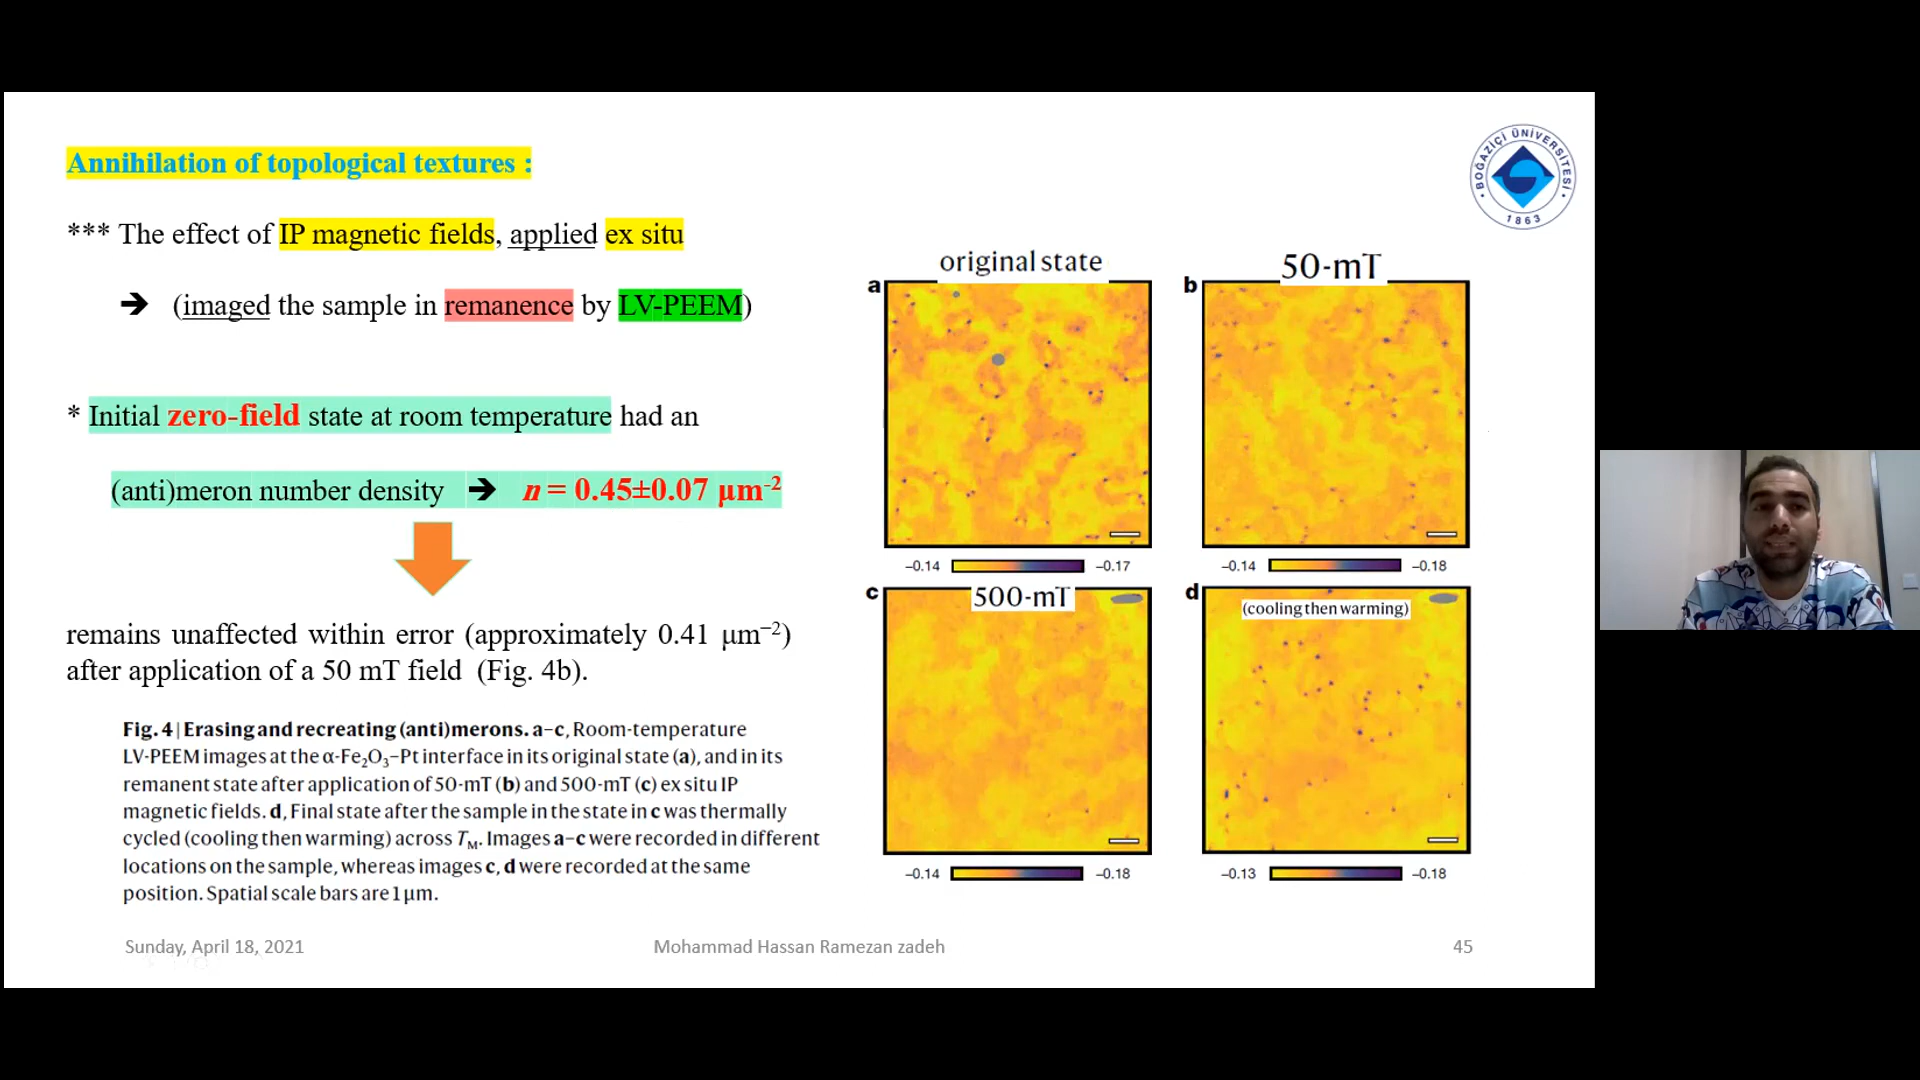 Annihilation of topological textures :
*** The effect of IP magnetic fields, applied ex situ
➔ (imaged the sample in remanence by LV-PEEM)
* Initial zero-field state at room temperature had an
(anti)meron number density ➔ n = 0.45±0.07 μm⁻²
remains unaffected within error (approximately 0.41 μm⁻²)
after application of a 50 mT field (Fig. 4b).
Fig. 4 | Erasing and recreating (anti)merons. a–c, Room-temperature
LV-PEEM images at the α-Fe₂O₃–Pt interface in its original state (a), and in its
remanent state after application of 50-mT (b) and 500-mT (c) ex situ IP
magnetic fields. d, Final state after the sample in the state in c was thermally
cycled (cooling then warming) across T_M. Images a–c were recorded in different
locations on the sample, whereas images c, d were recorded at the same
position. Spatial scale bars are 1 μm.
BOĞAZİÇİ ÜNİVERSİTESİ
1863
original state
a
−0.14 −0.17
50-mT
b
−0.14 −0.18
500-mT
c
−0.14 −0.18
(cooling then warming)
d
−0.13 −0.18
Sunday, April 18, 2021
Mohammad Hassan Ramezan zadeh
45